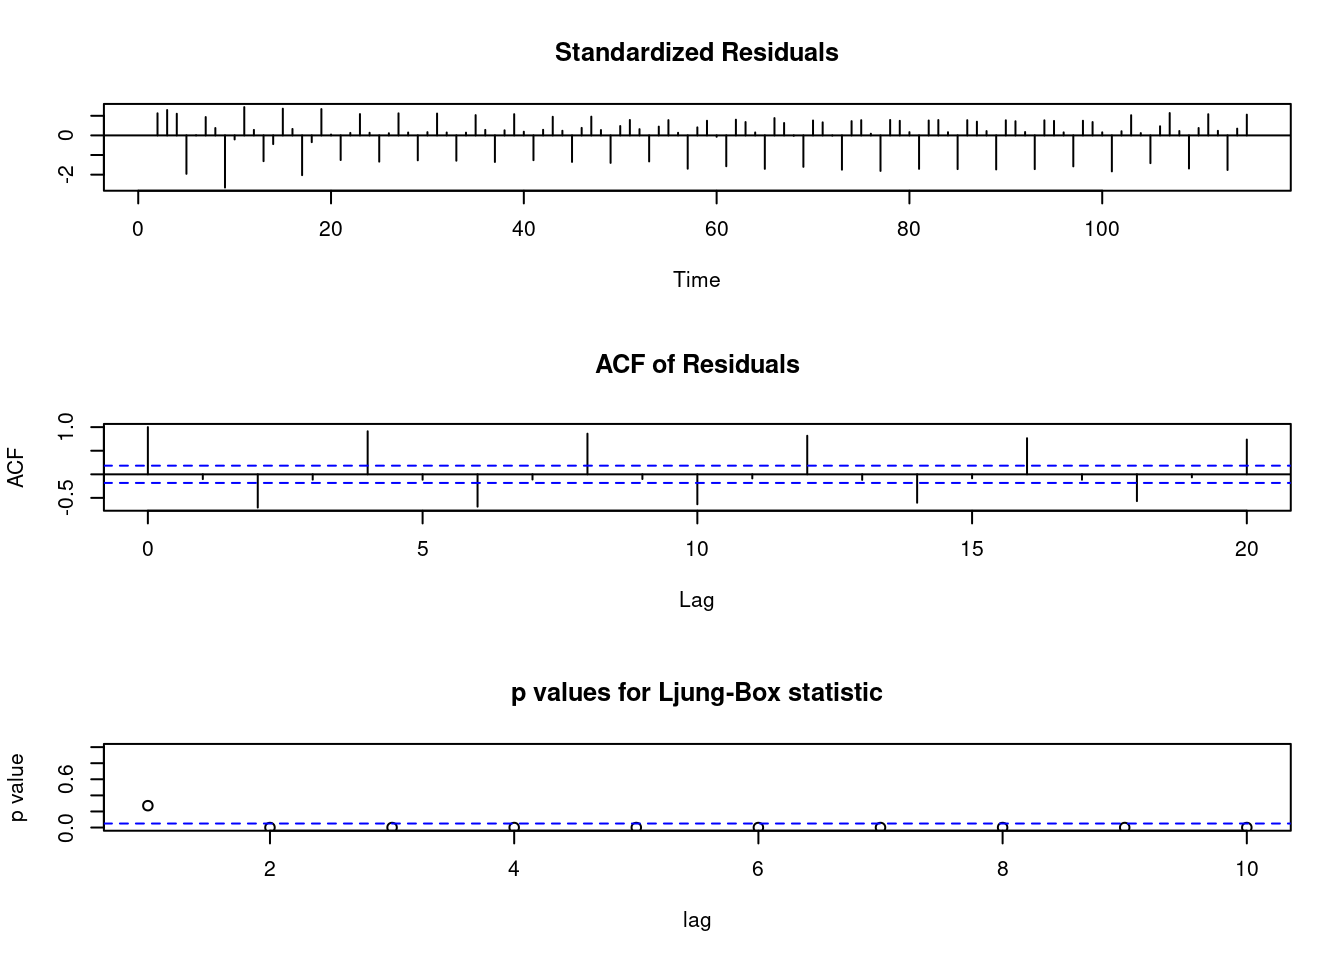 Standardized Residuals
0
-2
0 20 40 60 80 100
Time
ACF of Residuals
ACF
1.0
-0.5
0 5 10 15 20
Lag
p values for Ljung-Box statistic
p value
0.6
0.0
2 4 6 8 10
lag